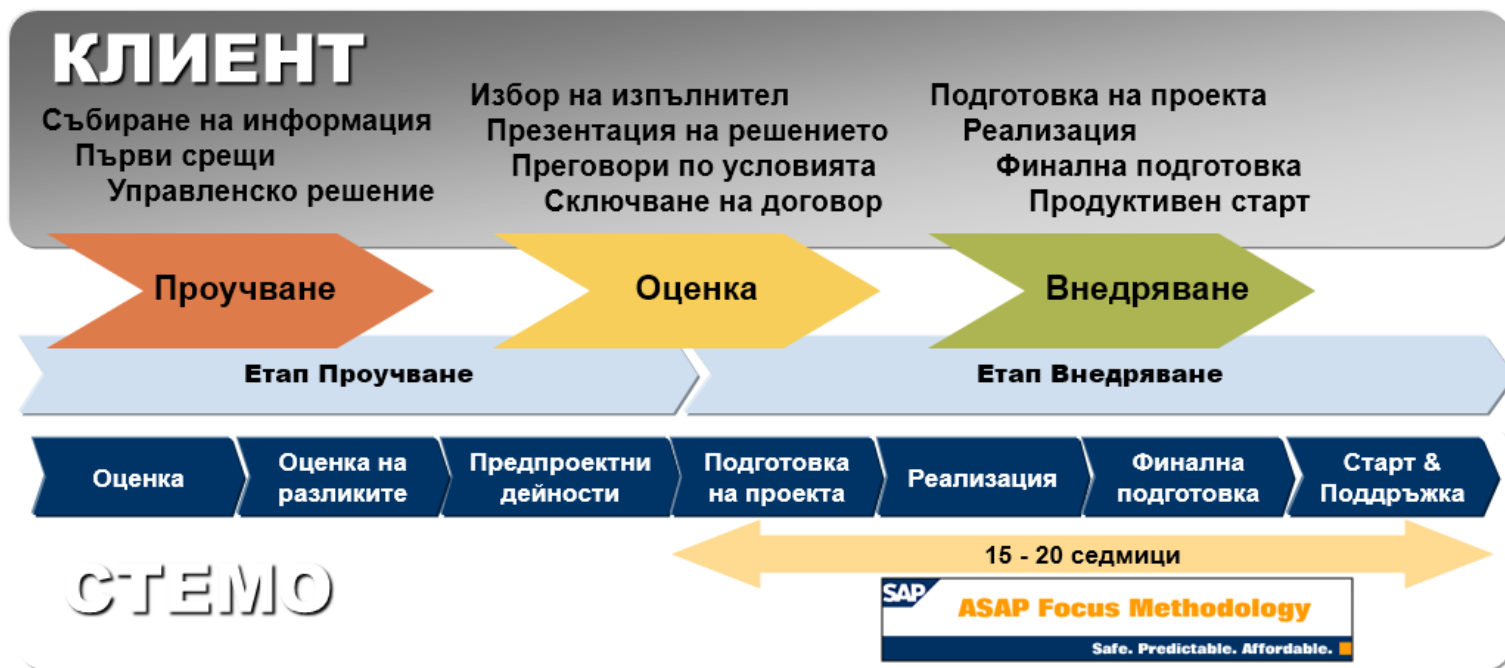 КЛИЕНТ
Събиране на информация
Първи срещи
Управленско решение
Избор на изпълнител
Презентация на решението
Преговори по условията
Сключване на договор
Подготовка на проекта
Реализация
Финална подготовка
Продуктивен старт
Проучване
Оценка
Внедряване
Етап Проучване
Етап Внедряване
Оценка
Оценка на
разликите
Предпроектни
дейности
Подготовка
на проекта
Реализация
Финална
подготовка
Старт &
Поддръжка
15 - 20 седмици
СТЕМО
SAP
ASAP Focus Methodology
Safe. Predictable. Affordable.